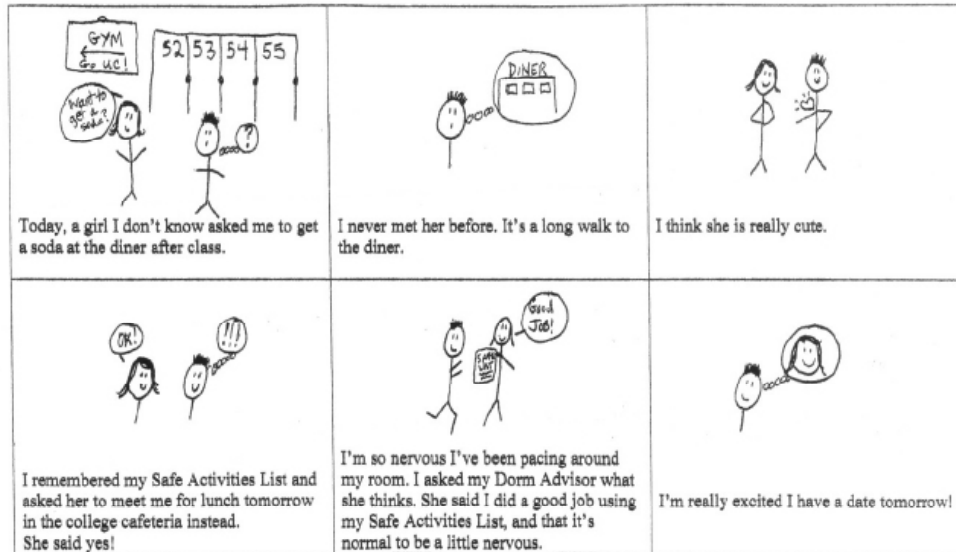 GYM
GO UC!
52 53 54 55
Want to
get a
soda?
?
Today, a girl I don't know asked me to get
a soda at the diner after class.
DINER
I never met her before. It's a long walk to
the diner.
I think she is really cute.
OK!
!!!
I remembered my Safe Activities List and
asked her to meet me for lunch tomorrow
in the college cafeteria instead.
She said yes!
Good
JOB!
SAFE
LIST
I'm so nervous I've been pacing around
my room. I asked my Dorm Advisor what
she thinks. She said I did a good job using
my Safe Activities List, and that it's
normal to be a little nervous.
I'm really excited I have a date tomorrow!